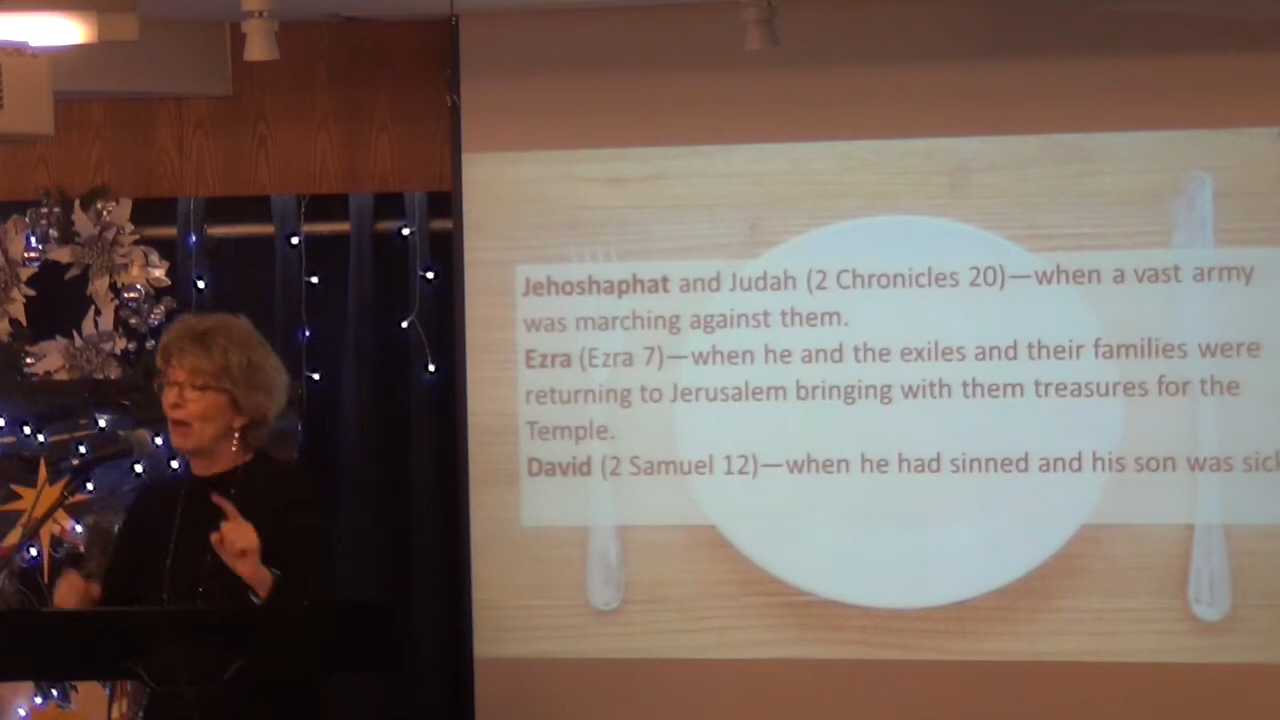 Jehoshaphat and Judah (2 Chronicles 20)—when a vast army
was marching against them.
Ezra (Ezra 7)—when he and the exiles and their families were
returning to Jerusalem bringing with them treasures for the
Temple.
David (2 Samuel 12)—when he had sinned and his son was sick